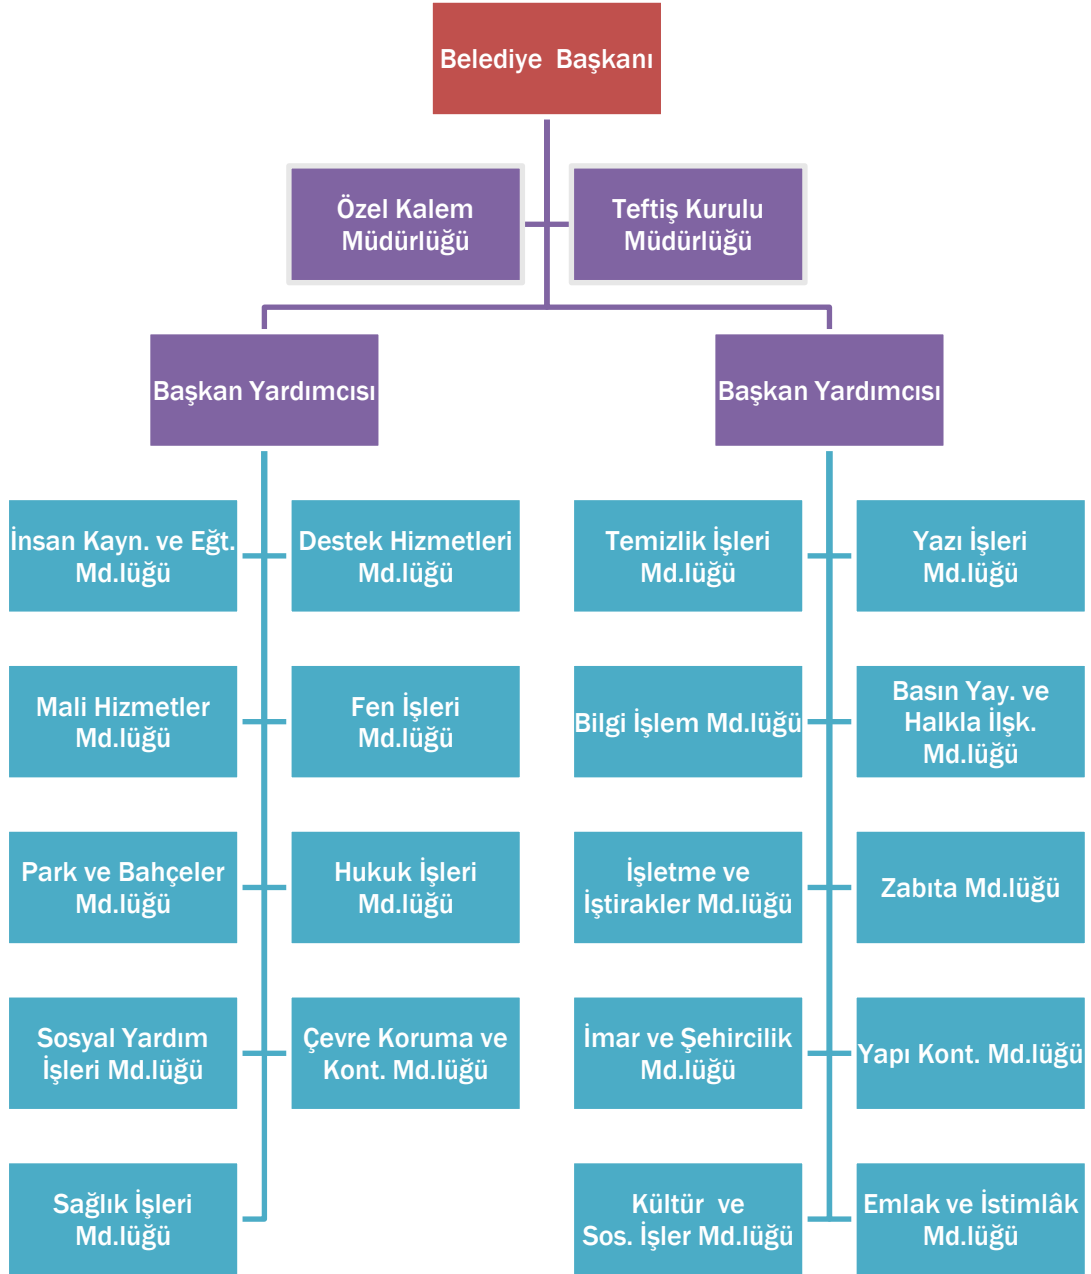 Belediye  Başkanı
Özel Kalem
Müdürlüğü
Teftiş Kurulu
Müdürlüğü
Başkan Yardımcısı
Başkan Yardımcısı
İnsan Kayn. ve Eğt.
Md.lüğü
Destek Hizmetleri
Md.lüğü
Temizlik İşleri
Md.lüğü
Yazı İşleri
Md.lüğü
Mali Hizmetler
Md.lüğü
Fen İşleri
Md.lüğü
Bilgi İşlem Md.lüğü
Basın Yay. ve
Halkla İlşk.
Md.lüğü
Park ve Bahçeler
Md.lüğü
Hukuk İşleri
Md.lüğü
İşletme ve
İştirakler Md.lüğü
Zabıta Md.lüğü
Sosyal Yardım
İşleri Md.lüğü
Çevre Koruma ve
Kont. Md.lüğü
İmar ve Şehircilik
Md.lüğü
Yapı Kont. Md.lüğü
Sağlık İşleri
Md.lüğü
Kültür  ve
Sos. İşler Md.lüğü
Emlak ve İstimlâk
Md.lüğü